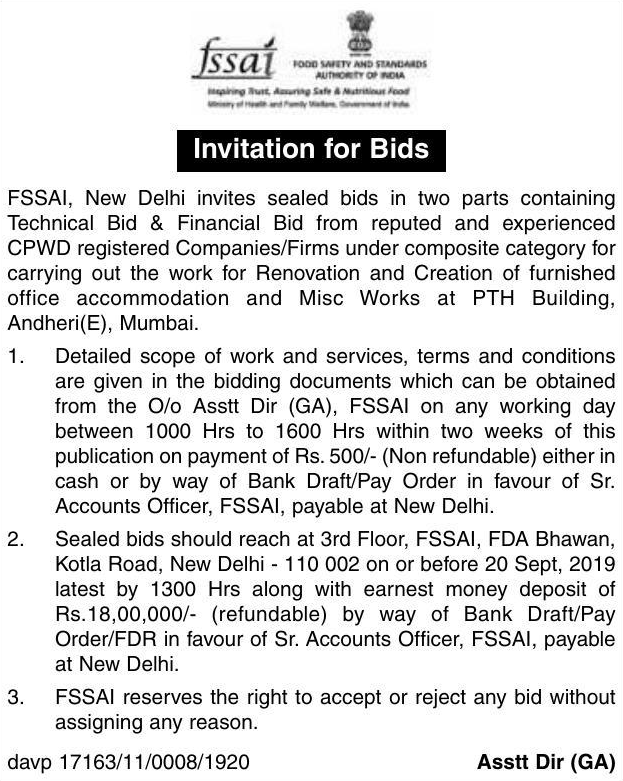 fssai
FOOD SAFETY AND STANDARDS
AUTHORITY OF INDIA
Inspiring Trust, Assuring Safe & Nutritious Food
Ministry of Health and Family Welfare, Government of India
Invitation for Bids
FSSAI, New Delhi invites sealed bids in two parts containing
Technical Bid & Financial Bid from reputed and experienced
CPWD registered Companies/Firms under composite category for
carrying out the work for Renovation and Creation of furnished
office accommodation and Misc Works at PTH Building,
Andheri(E), Mumbai.
1. Detailed scope of work and services, terms and conditions
are given in the bidding documents which can be obtained
from the O/o Asstt Dir (GA), FSSAI on any working day
between 1000 Hrs to 1600 Hrs within two weeks of this
publication on payment of Rs. 500/- (Non refundable) either in
cash or by way of Bank Draft/Pay Order in favour of Sr.
Accounts Officer, FSSAI, payable at New Delhi.
2. Sealed bids should reach at 3rd Floor, FSSAI, FDA Bhawan,
Kotla Road, New Delhi - 110 002 on or before 20 Sept, 2019
latest by 1300 Hrs along with earnest money deposit of
Rs.18,00,000/- (refundable) by way of Bank Draft/Pay
Order/FDR in favour of Sr. Accounts Officer, FSSAI, payable
at New Delhi.
3. FSSAI reserves the right to accept or reject any bid without
assigning any reason.
davp 17163/11/0008/1920 Asstt Dir (GA)